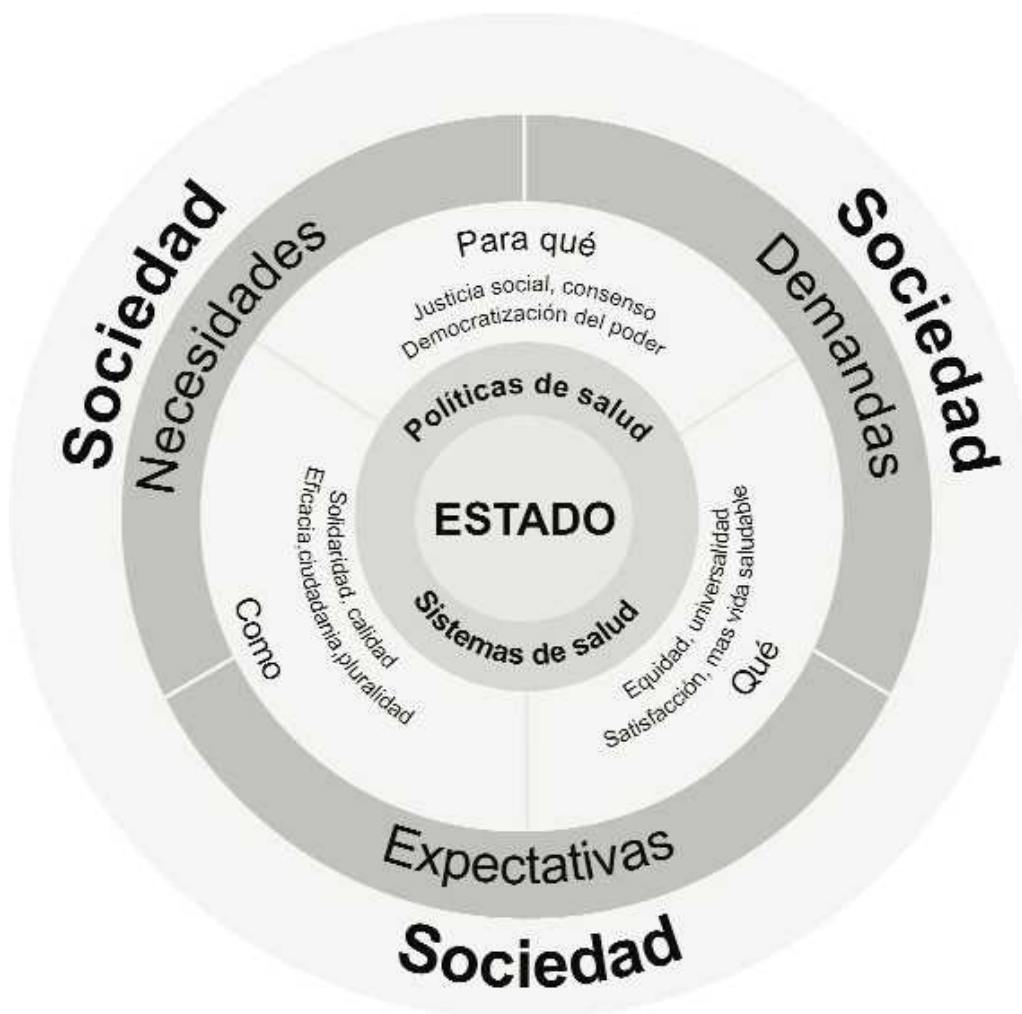 Sociedad
Sociedad
Necesidades
Demandas
Para qué
Justicia social, consenso
Democratización del poder
Políticas de salud
ESTADO
Sistemas de salud
Como
Solidaridad, calidad
Eficacia,ciudadanía,pluralidad
Equidad, universalidad
Satisfacción, mas vida saludable
Qué
Expectativas
Sociedad